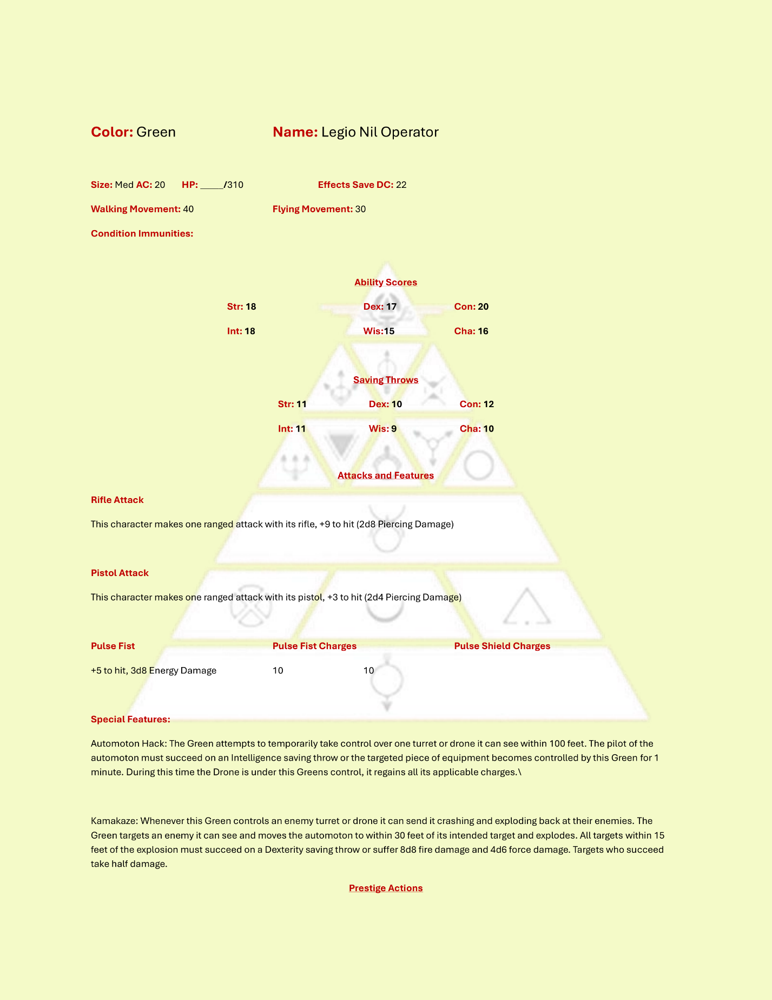 Color: Green Name: Legio Nil Operator
Size: Med AC: 20 HP: _____/310 Effects Save DC: 22
Walking Movement: 40 Flying Movement: 30
Condition Immunities:
Ability Scores
Str: 18 Dex: 17 Con: 20
Int: 18 Wis:15 Cha: 16
Saving Throws
Str: 11 Dex: 10 Con: 12
Int: 11 Wis: 9 Cha: 10
Attacks and Features
Rifle Attack
This character makes one ranged attack with its rifle, +9 to hit (2d8 Piercing Damage)
Pistol Attack
This character makes one ranged attack with its pistol, +3 to hit (2d4 Piercing Damage)
Pulse Fist Pulse Fist Charges Pulse Shield Charges
+5 to hit, 3d8 Energy Damage 10 10
Special Features:
Automoton Hack: The Green attempts to temporarily take control over one turret or drone it can see within 100 feet. The pilot of the
automoton must succeed on an Intelligence saving throw or the targeted piece of equipment becomes controlled by this Green for 1
minute. During this time the Drone is under this Greens control, it regains all its applicable charges.\
Kamakaze: Whenever this Green controls an enemy turret or drone it can send it crashing and exploding back at their enemies. The
Green targets an enemy it can see and moves the automoton to within 30 feet of its intended target and explodes. All targets within 15
feet of the explosion must succeed on a Dexterity saving throw or suffer 8d8 fire damage and 4d6 force damage. Targets who succeed
take half damage.
Prestige Actions